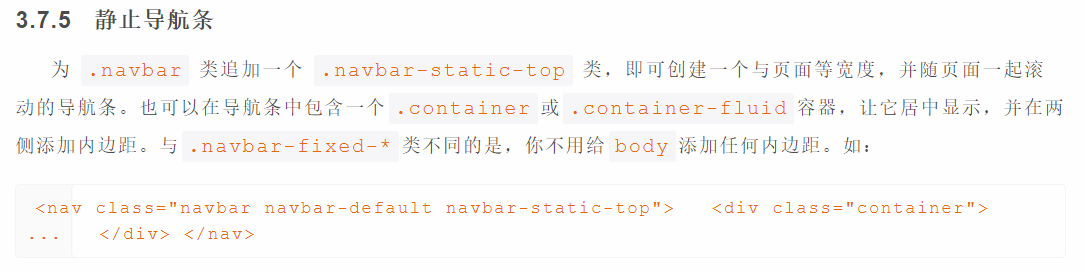 3.7.5 静止导航条
为 .navbar 类追加一个 .navbar-static-top 类，即可创建一个与页面等宽度，并随页面一起滚
动的导航条。也可以在导航条中包含一个 .container 或 .container-fluid 容器，让它居中显示，并在两
侧添加内边距。与 .navbar-fixed-* 类不同的是，你不用给 body 添加任何内边距。如：
<nav class="navbar navbar-default navbar-static-top">   <div class="container">
...    </div> </nav>